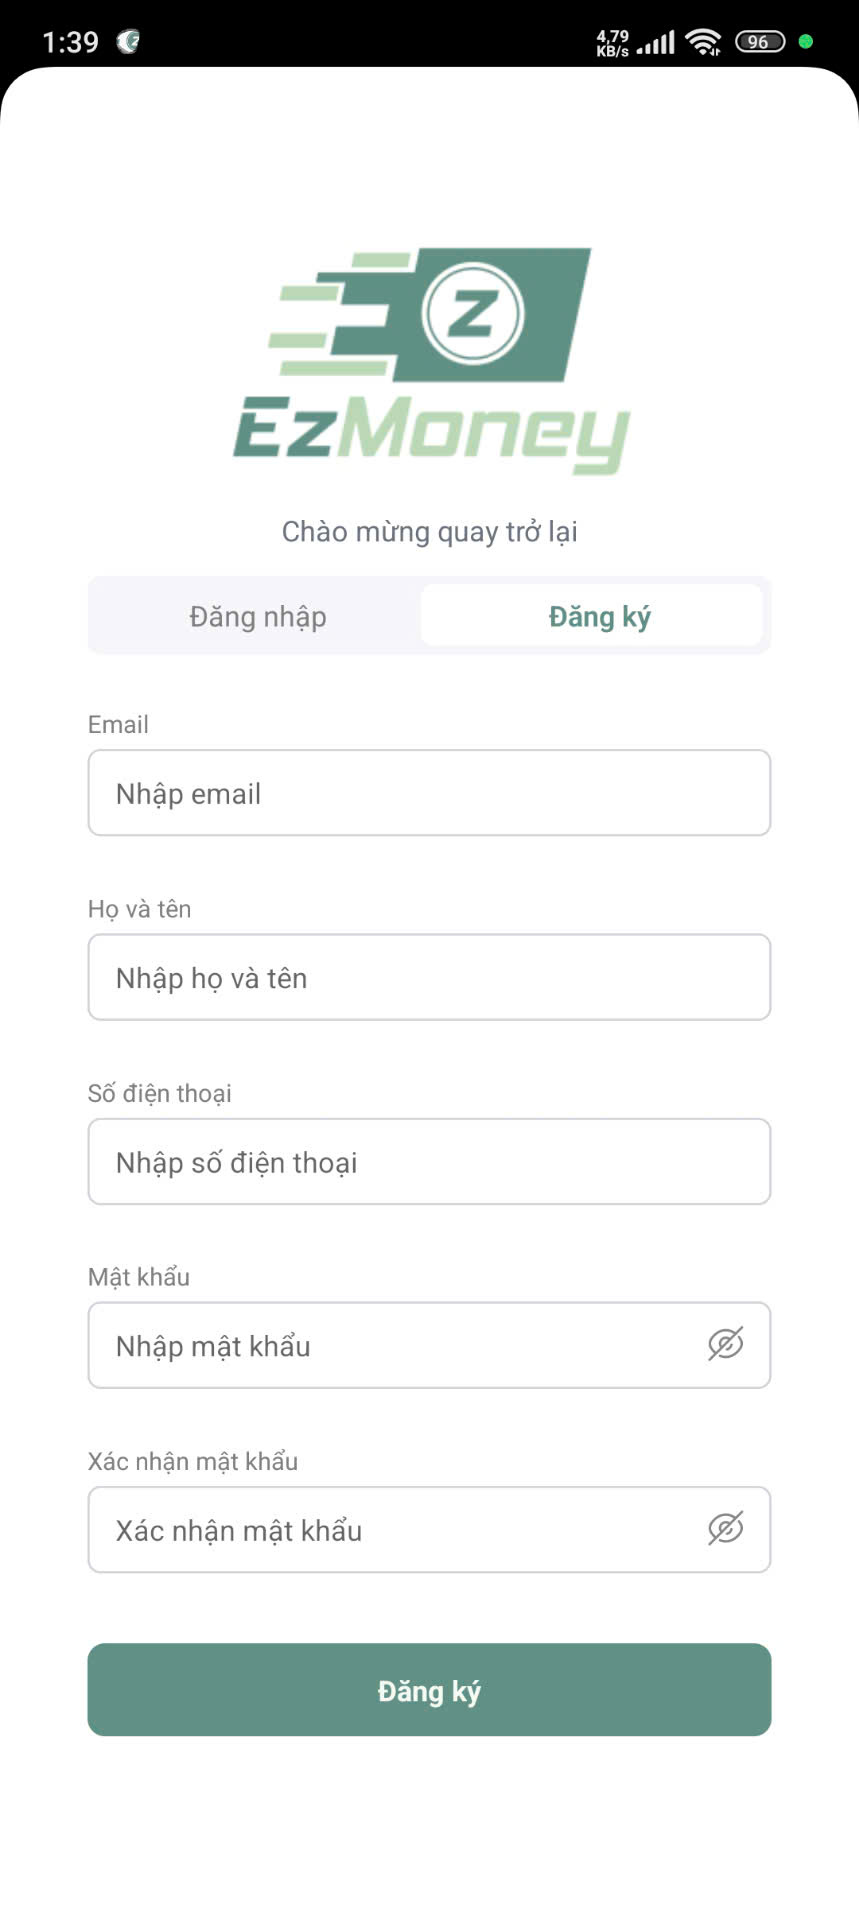 1:39
4,79
KB/s
96
Z
EzMoney
Chào mừng quay trở lại
Đăng nhập
Đăng ký
Email
Nhập email
Họ và tên
Nhập họ và tên
Số điện thoại
Nhập số điện thoại
Mật khẩu
Nhập mật khẩu
Xác nhận mật khẩu
Xác nhận mật khẩu
Đăng ký